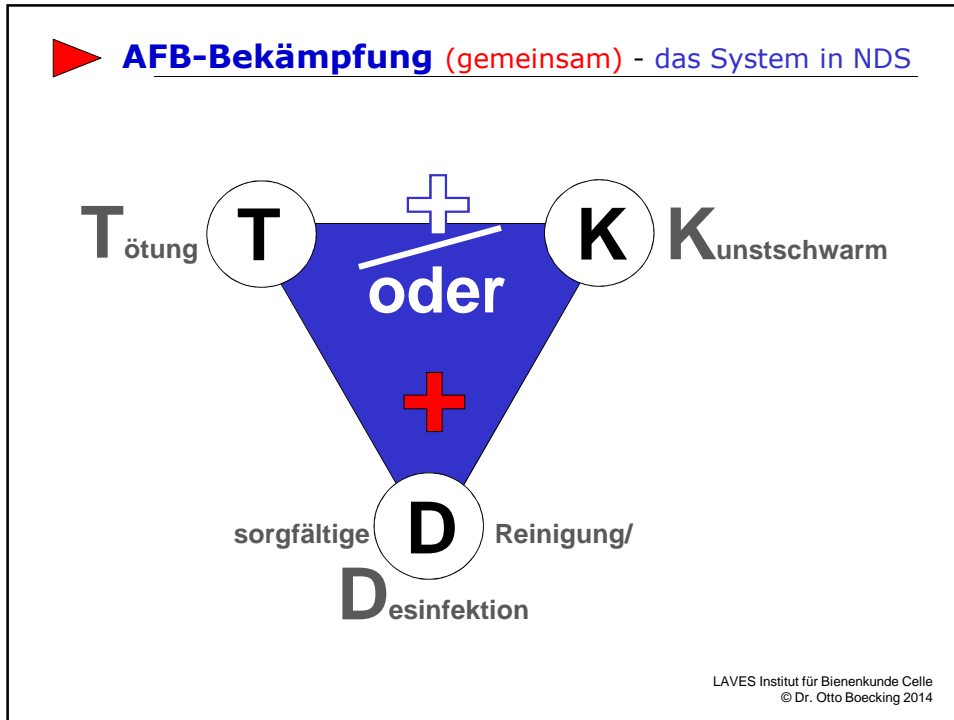 AFB-Bekämpfung (gemeinsam) - das System in NDS
Tötung T + K Kunstschwarm
oder
+
sorgfältige D Reinigung/
Desinfektion
LAVES Institut für Bienenkunde Celle
© Dr. Otto Boecking 2014